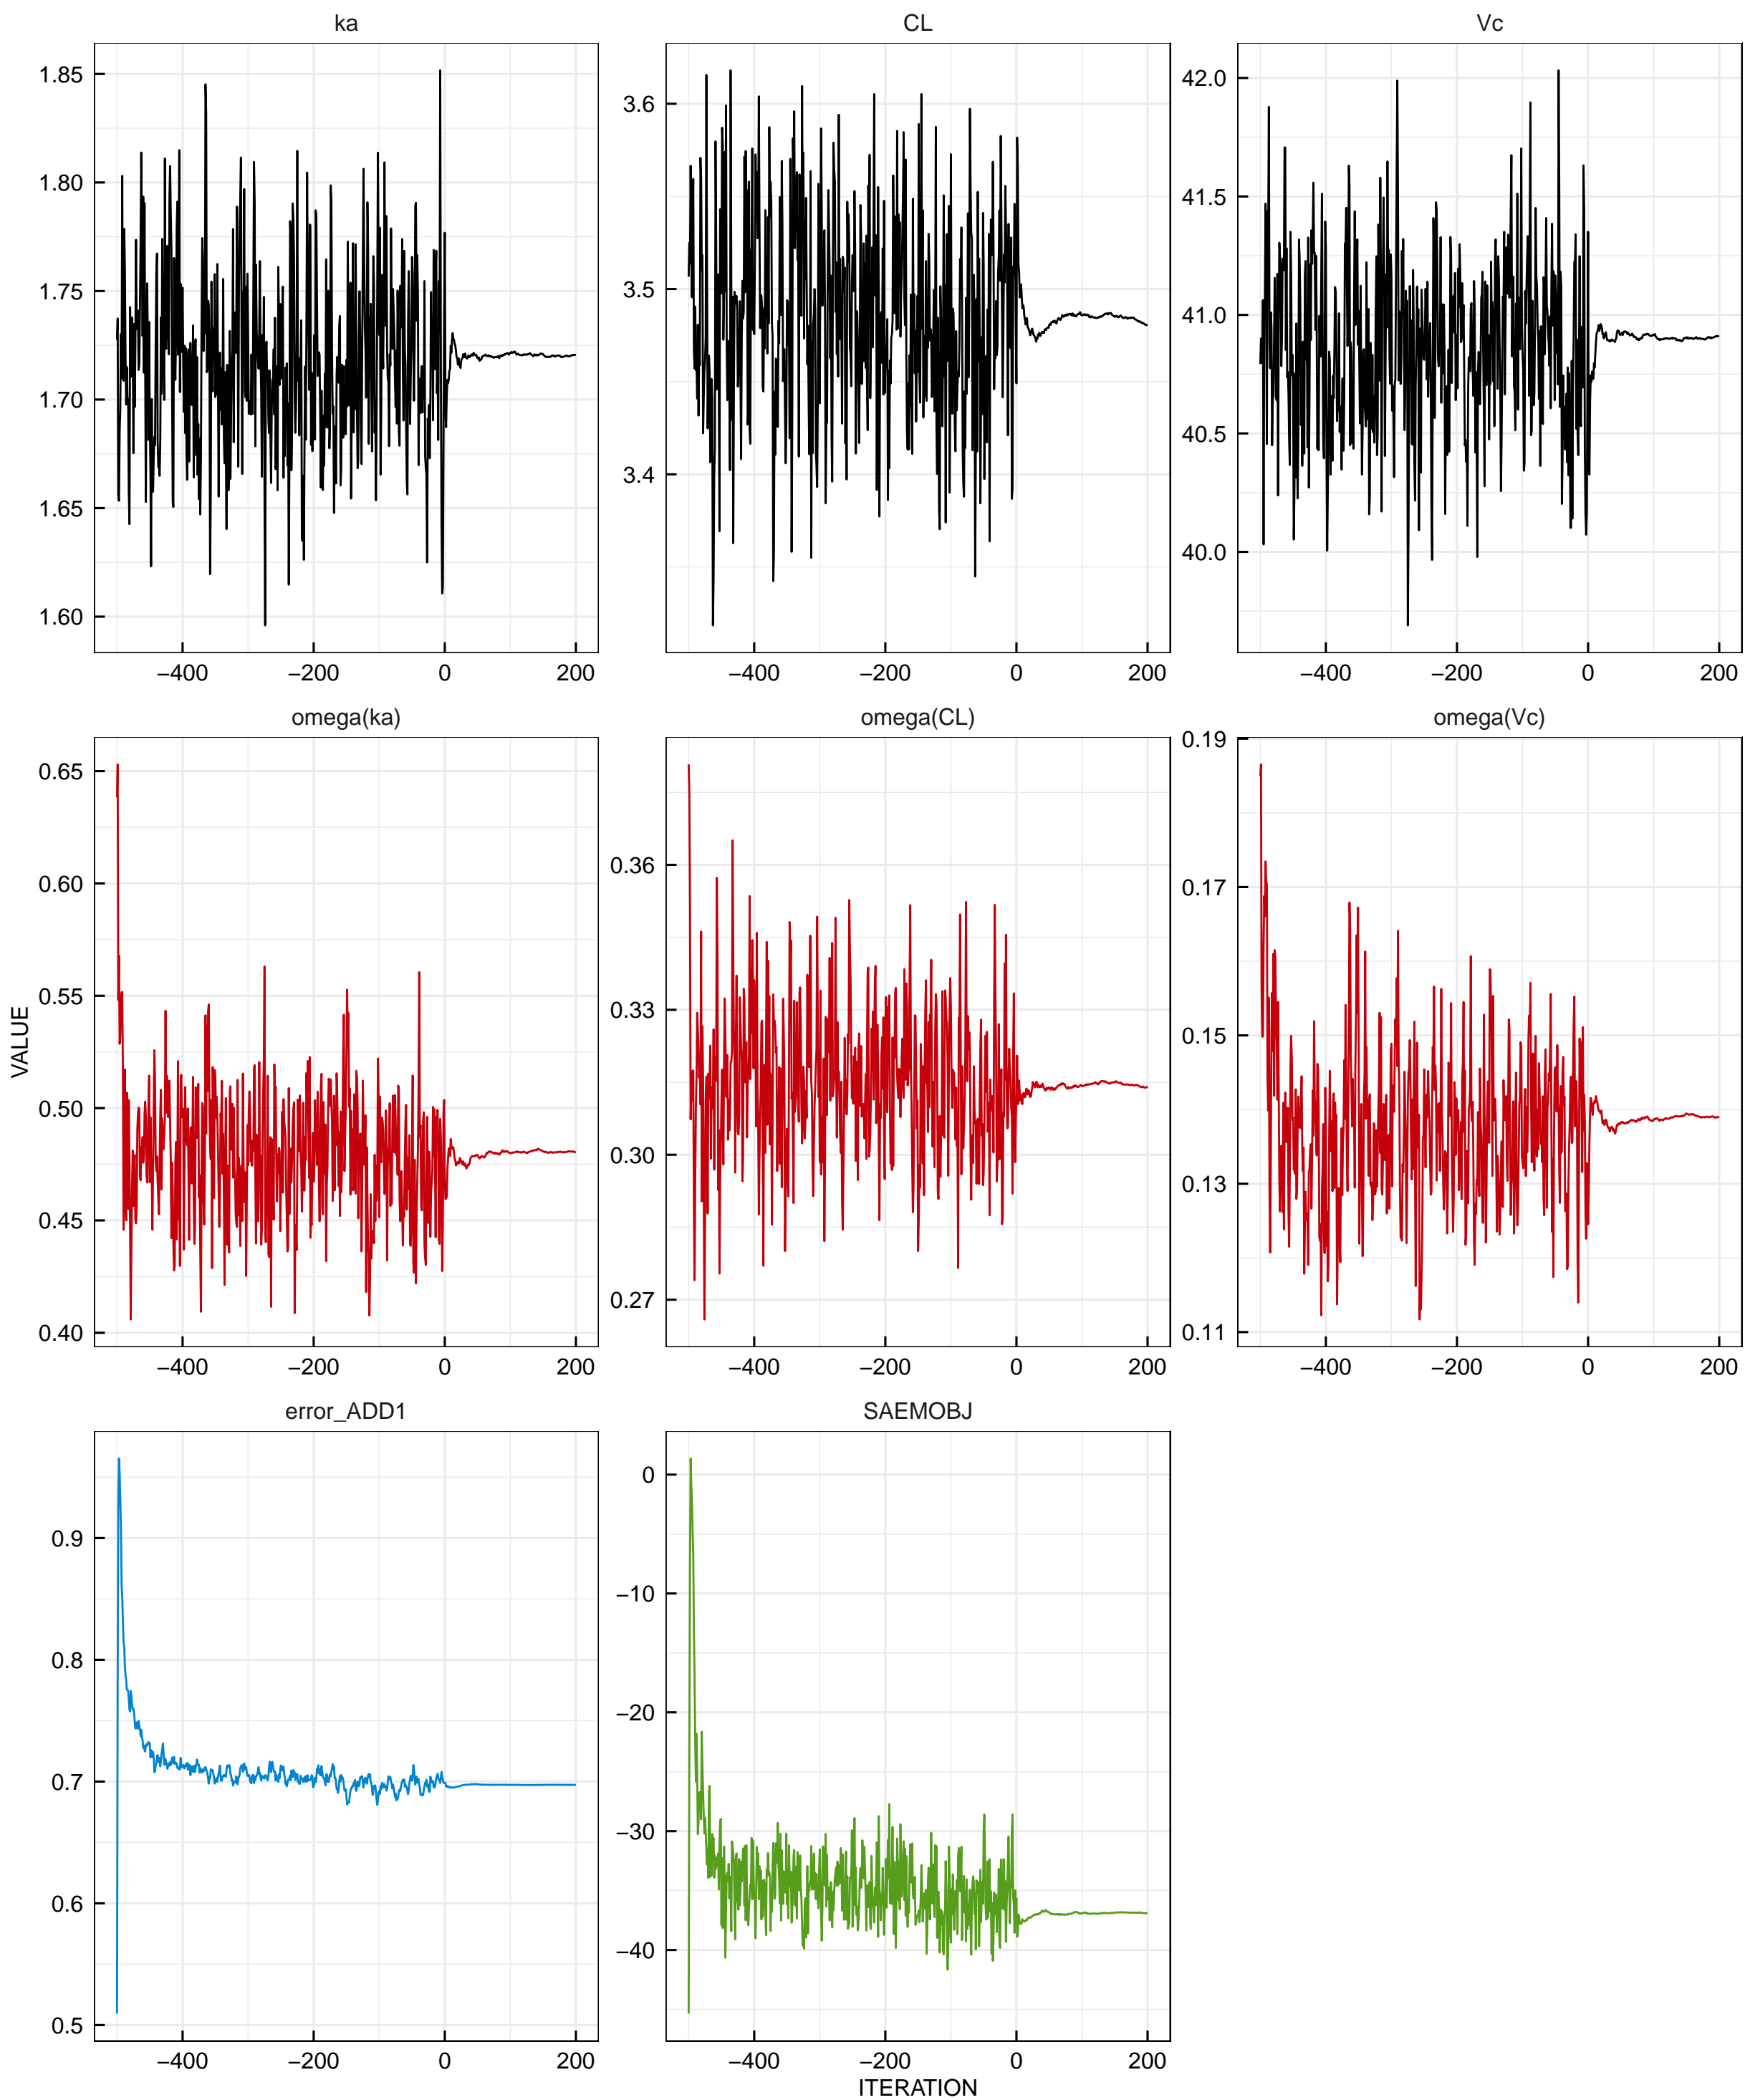 ka
CL
Vc
1.85
1.80
1.75
1.70
1.65
1.60
3.6
3.5
3.4
42.0
41.5
41.0
40.5
40.0
−400 −200 0 200
−400 −200 0 200
−400 −200 0 200
omega(ka)
omega(CL)
omega(Vc)
0.65
0.60
0.55
0.50
0.45
0.40
0.36
0.33
0.30
0.27
0.19
0.17
0.15
0.13
0.11
−400 −200 0 200
−400 −200 0 200
−400 −200 0 200
VALUE
error_ADD1
SAEMOBJ
0.9
0.8
0.7
0.6
0.5
0
−10
−20
−30
−40
−400 −200 0 200
−400 −200 0 200
ITERATION